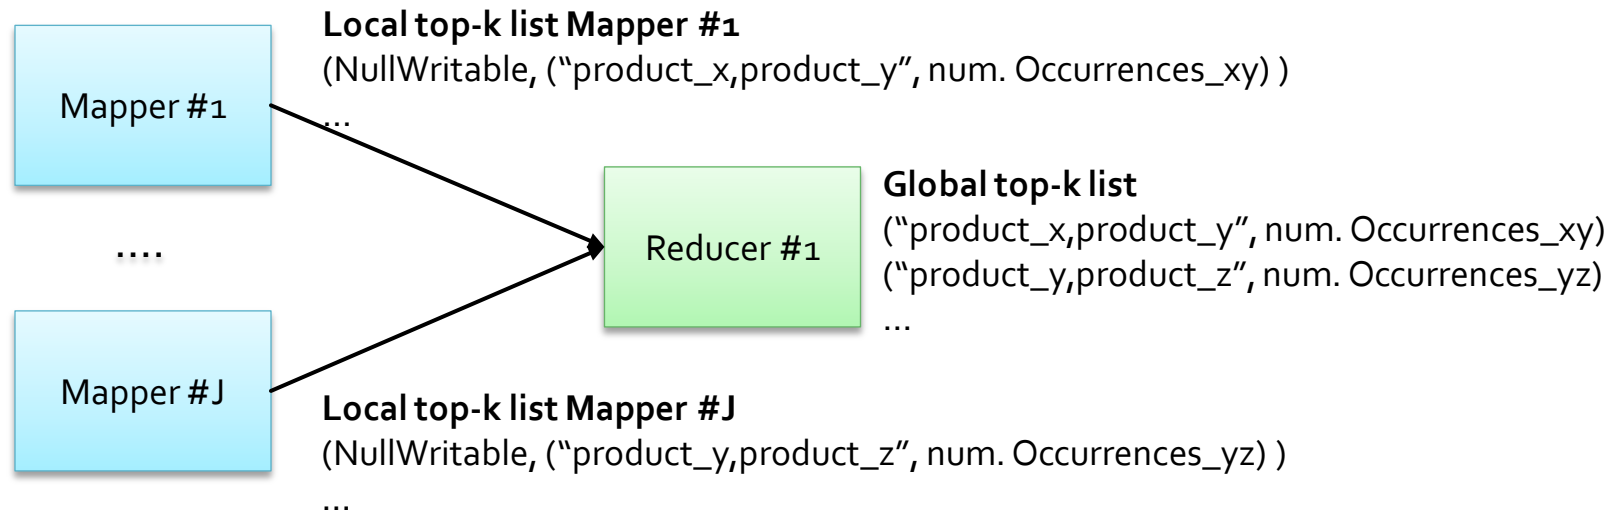 Local top-k list Mapper #1
(NullWritable, (“product_x,product_y”, num. Occurrences_xy) )
...
Mapper #1
Global top-k list
(“product_x,product_y”, num. Occurrences_xy)
(“product_y,product_z”, num. Occurrences_yz)
...
Reducer #1
....
Mapper #J
Local top-k list Mapper #J
(NullWritable, (“product_y,product_z”, num. Occurrences_yz) )
...